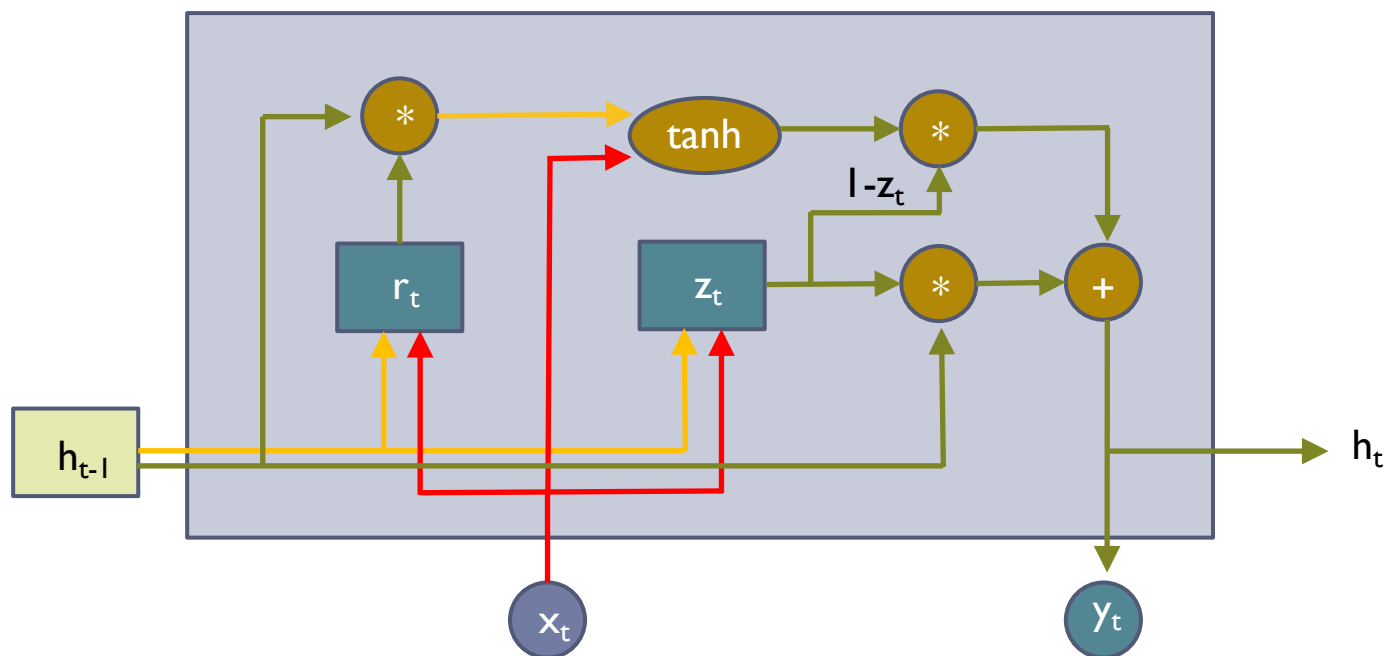 * tanh *
1-zₜ
rₜ zₜ * +
hₜ₋₁
hₜ
xₜ yₜ